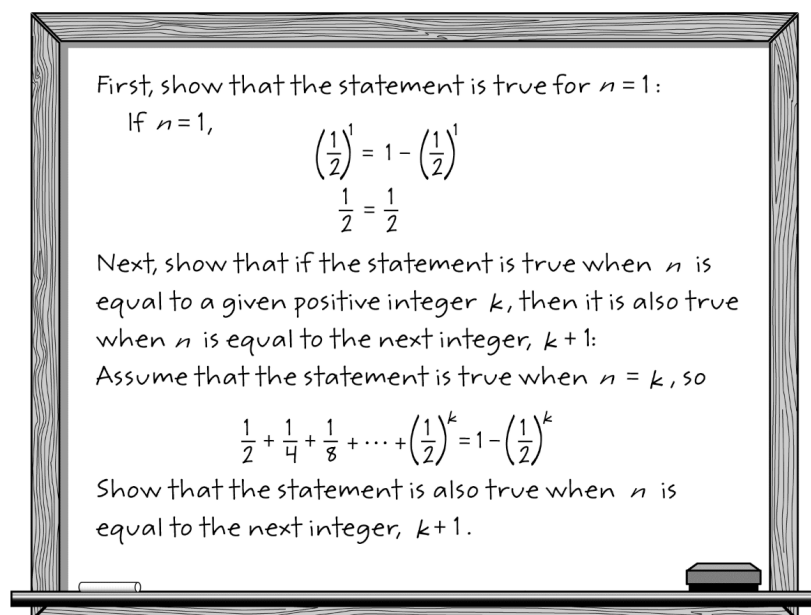 First, show that the statement is true for n = 1:
If n = 1,
(1/2)^1 = 1 − (1/2)^1
1/2 = 1/2
Next, show that if the statement is true when n is
equal to a given positive integer k, then it is also true
when n is equal to the next integer, k + 1:
Assume that the statement is true when n = k, so
1/2 + 1/4 + 1/8 + ⋯ + (1/2)^k = 1 − (1/2)^k
Show that the statement is also true when n is
equal to the next integer, k + 1.